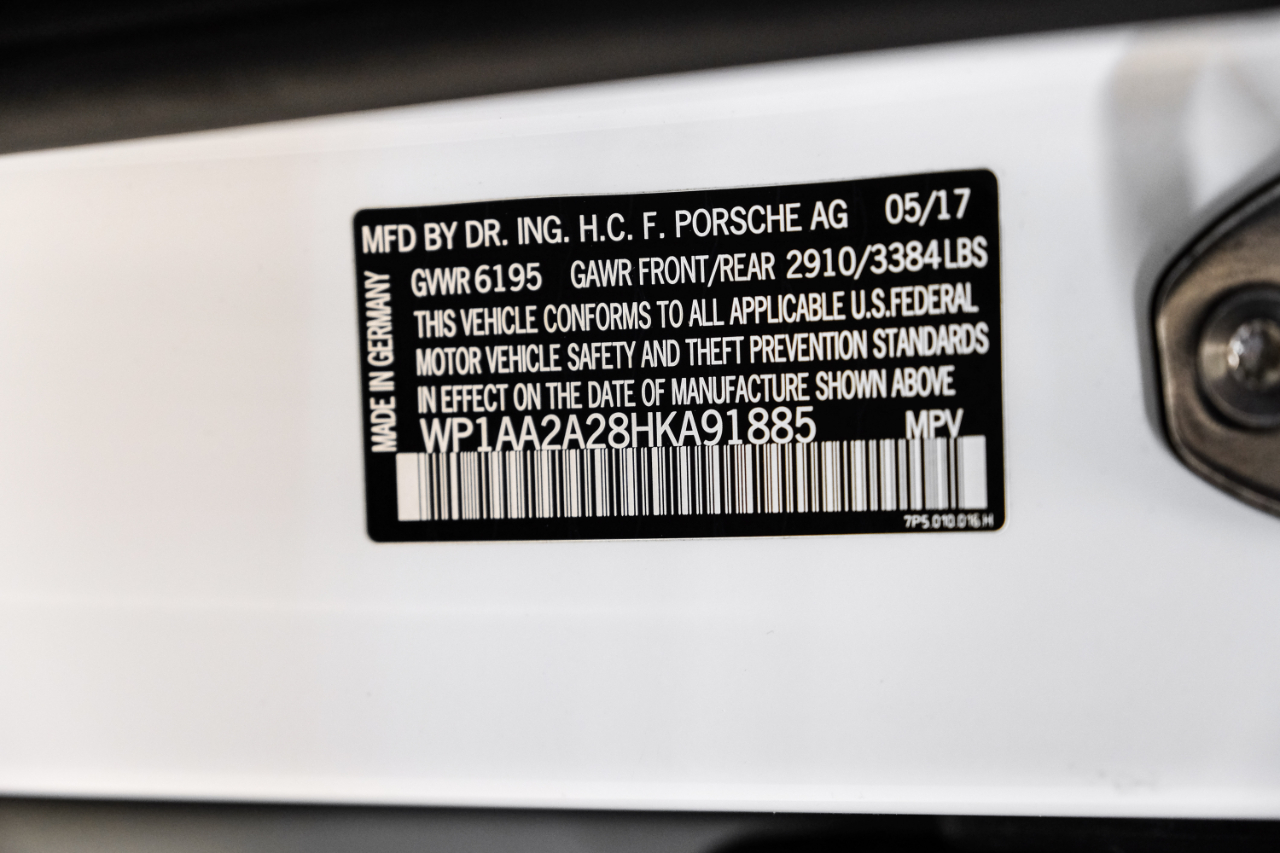 MFD BY DR. ING. H.C. F. PORSCHE AG 05/17
MADE IN GERMANY
GVWR 6195 GAWR FRONT/REAR 2910/3384 LBS
THIS VEHICLE CONFORMS TO ALL APPLICABLE U.S.FEDERAL
MOTOR VEHICLE SAFETY AND THEFT PREVENTION STANDARDS
IN EFFECT ON THE DATE OF MANUFACTURE SHOWN ABOVE
WP1AA2A28HKA91885 MPV
7P5.010.016.H